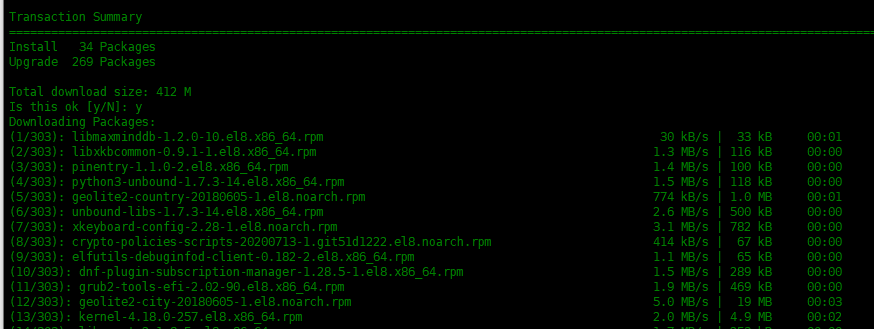 Transaction Summary
================================================================================
Install   34 Packages
Upgrade  269 Packages
Total download size: 412 M
Is this ok [y/N]: y
Downloading Packages:
(1/303): libmaxminddb-1.2.0-10.el8.x86_64.rpm 30 kB/s | 33 kB 00:01
(2/303): libxkbcommon-0.9.1-1.el8.x86_64.rpm 1.3 MB/s | 116 kB 00:00
(3/303): pinentry-1.1.0-2.el8.x86_64.rpm 1.4 MB/s | 100 kB 00:00
(4/303): python3-unbound-1.7.3-14.el8.x86_64.rpm 1.5 MB/s | 118 kB 00:00
(5/303): geolite2-country-20180605-1.el8.noarch.rpm 774 kB/s | 1.0 MB 00:01
(6/303): unbound-libs-1.7.3-14.el8.x86_64.rpm 2.6 MB/s | 500 kB 00:00
(7/303): xkeyboard-config-2.28-1.el8.noarch.rpm 3.1 MB/s | 782 kB 00:00
(8/303): crypto-policies-scripts-20200713-1.git51d1222.el8.noarch.rpm 414 kB/s | 67 kB 00:00
(9/303): elfutils-debuginfod-client-0.182-2.el8.x86_64.rpm 1.1 MB/s | 65 kB 00:00
(10/303): dnf-plugin-subscription-manager-1.28.5-1.el8.x86_64.rpm 1.5 MB/s | 289 kB 00:00
(11/303): grub2-tools-efi-2.02-90.el8.x86_64.rpm 1.9 MB/s | 469 kB 00:00
(12/303): geolite2-city-20180605-1.el8.noarch.rpm 5.0 MB/s | 19 MB 00:03
(13/303): kernel-4.18.0-257.el8.x86_64.rpm 2.0 MB/s | 4.9 MB 00:02